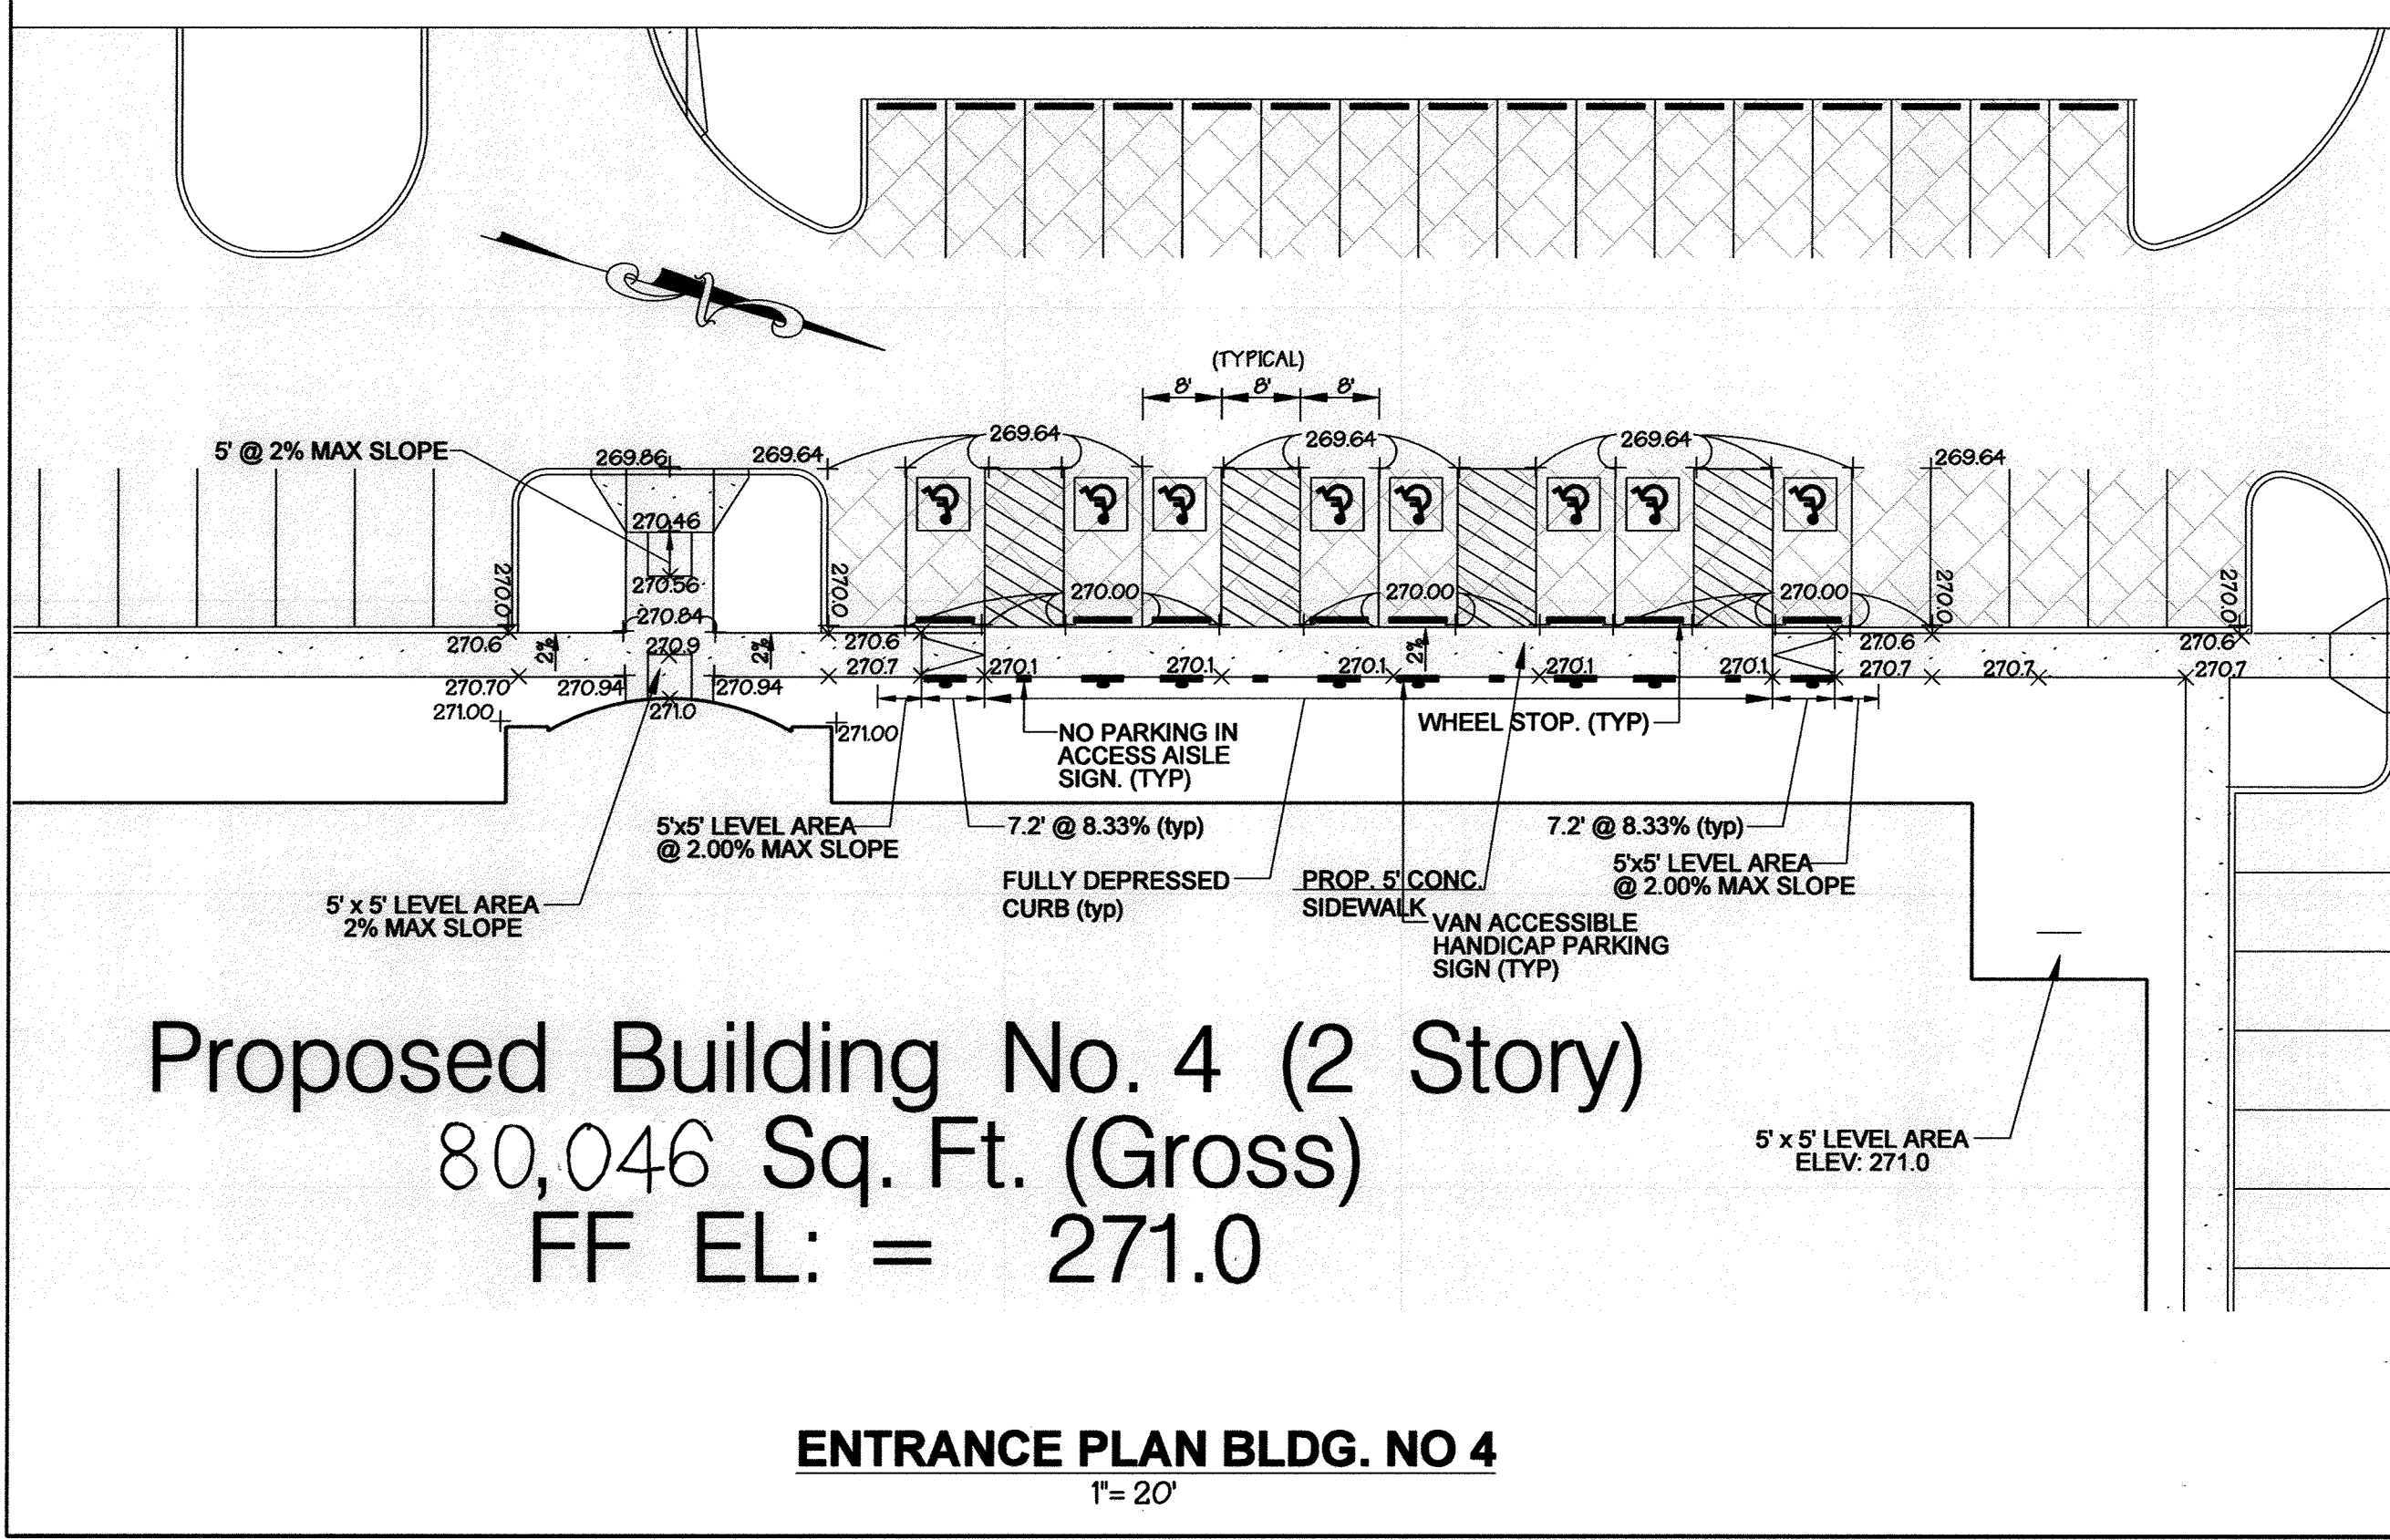 (TYPICAL)
8' 8' 8'
5' @ 2% MAX SLOPE
269.86
269.64
269.64
269.64
269.64
269.64
270.46
270.56
270.84
270.0
270.0
270.00
270.00
270.00
270.0
270.0
270.6
2%
270.9
2%
270.6
2%
270.6
270.6
270.70
270.94
270.94
270.7
270.1
270.1
270.1
270.1
270.1
270.7
270.7
270.7
271.00
271.0
271.00
NO PARKING IN
ACCESS AISLE
SIGN. (TYP)
WHEEL STOP. (TYP)
5'x5' LEVEL AREA
@ 2.00% MAX SLOPE
7.2' @ 8.33% (typ)
7.2' @ 8.33% (typ)
5'x5' LEVEL AREA
@ 2.00% MAX SLOPE
FULLY DEPRESSED
CURB (typ)
PROP. 5' CONC.
SIDEWALK
5' x 5' LEVEL AREA
2% MAX SLOPE
VAN ACCESSIBLE
HANDICAP PARKING
SIGN (TYP)
Proposed Building No. 4 (2 Story)
80,046 Sq. Ft. (Gross)
FF EL: = 271.0
5' x 5' LEVEL AREA
ELEV: 271.0
ENTRANCE PLAN BLDG. NO 4
1"= 20'